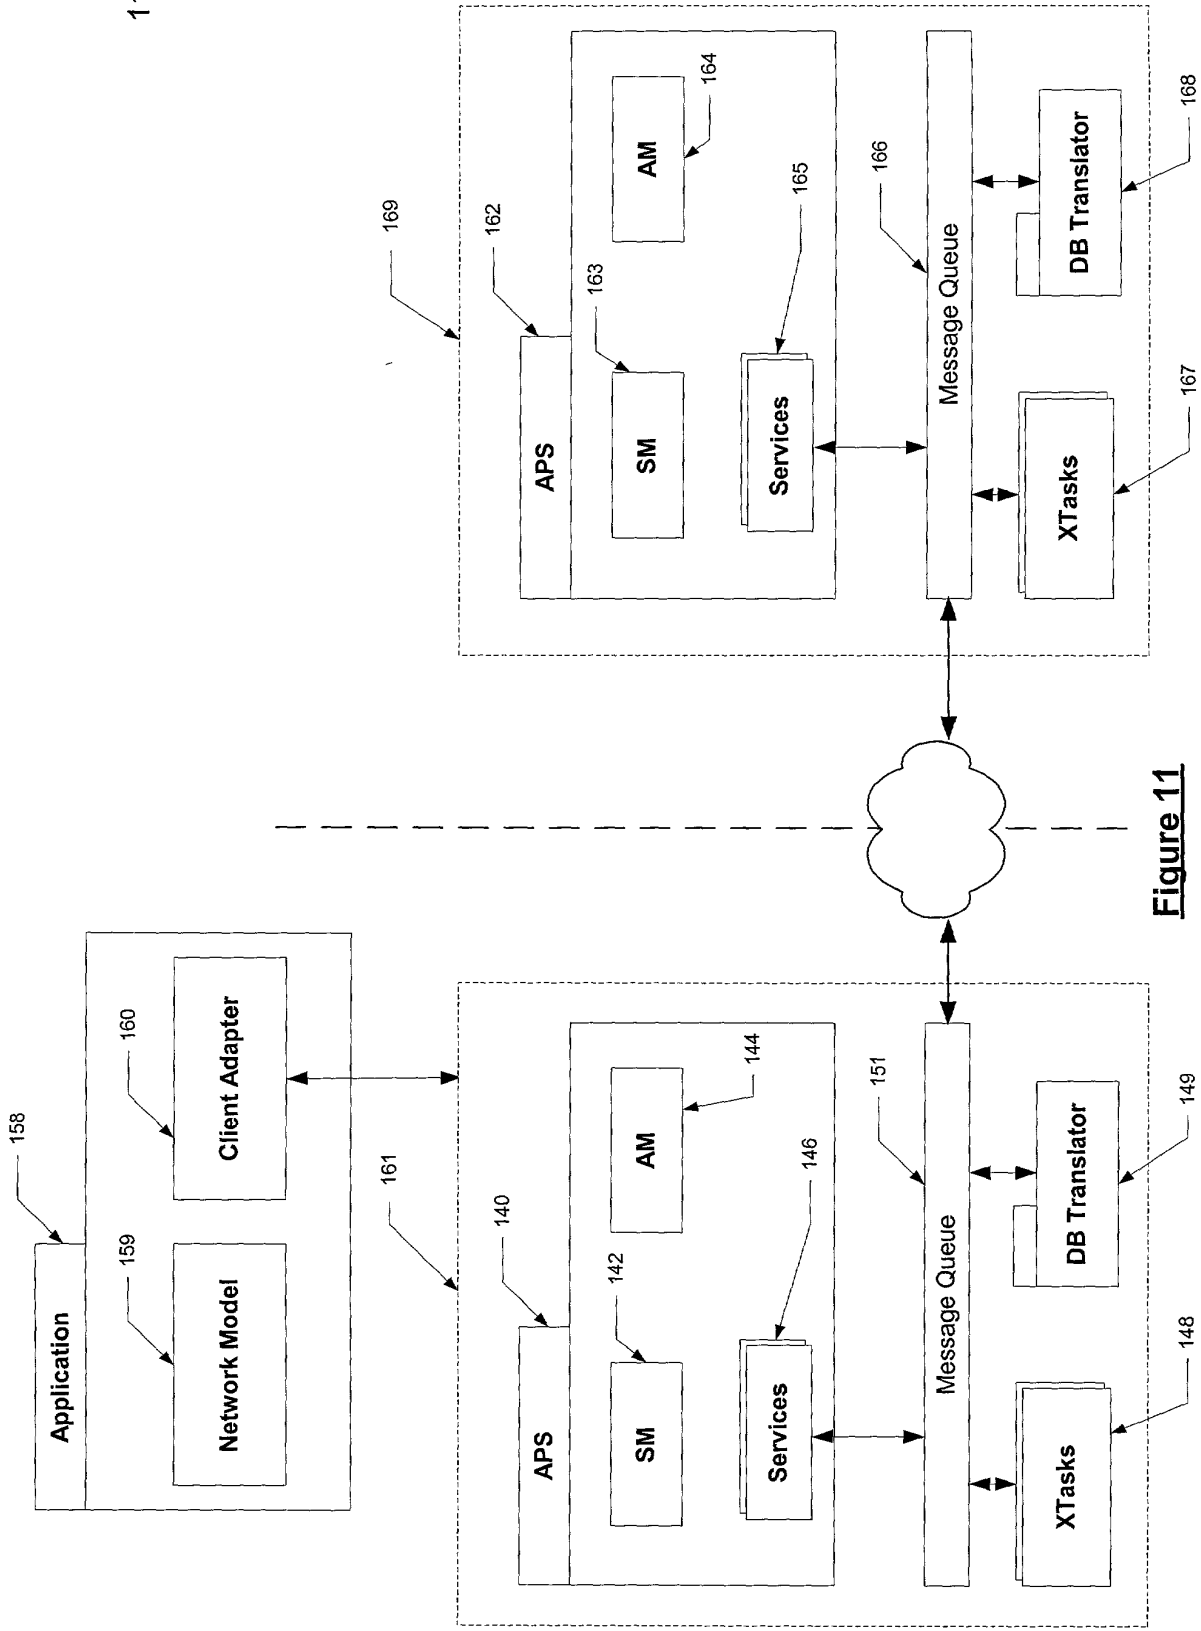 158
Application
159
160
Network Model
Client Adapter
161
140
APS
142
SM
AM
144
Services
146
151
Message Queue
XTasks
DB Translator
148
149
169
162
APS
163
SM
AM
164
Services
165
166
Message Queue
XTasks
DB Translator
167
168
Figure 11